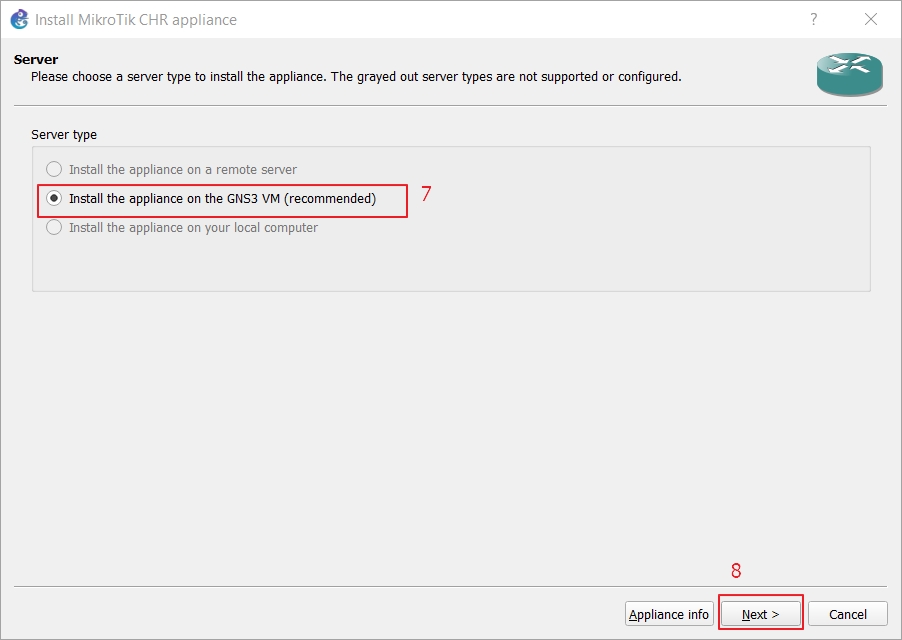 Install MikroTik CHR appliance
?
Server
Please choose a server type to install the appliance. The grayed out server types are not supported or configured.
Server type
Install the appliance on a remote server
Install the appliance on the GNS3 VM (recommended)
7
Install the appliance on your local computer
8
Appliance info
Next >
Cancel